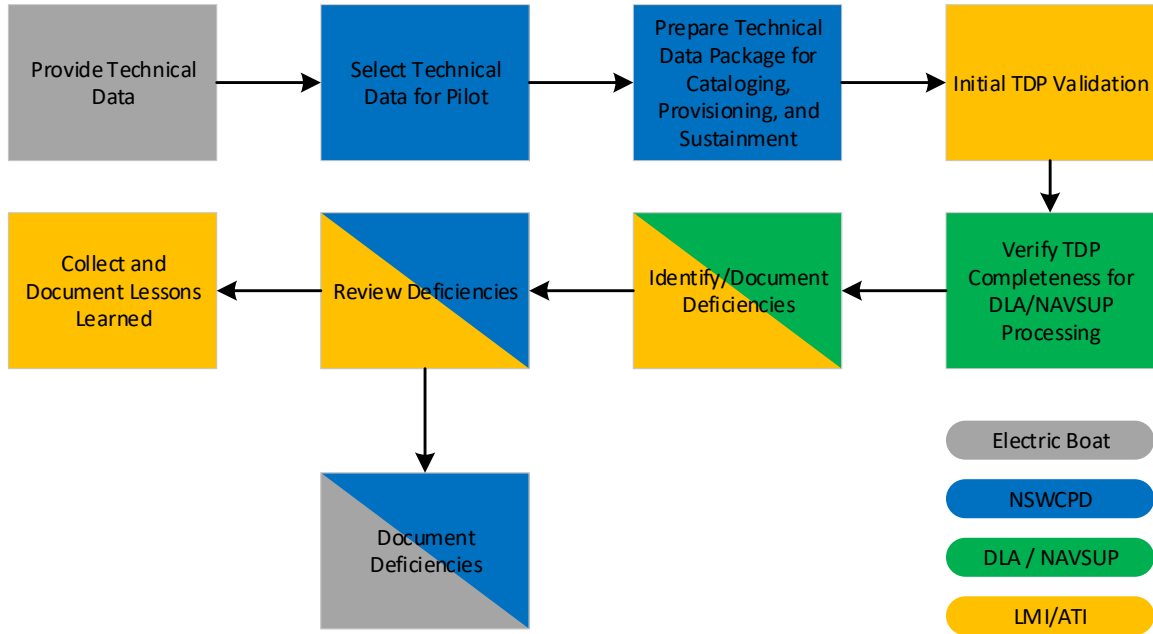 Provide Technical
Data
Select Technical
Data for Pilot
Prepare Technical
Data Package for
Cataloging,
Provisioning, and
Sustainment
Initial TDP Validation
Collect and
Document Lessons
Learned
Review Deficiencies
Identify/Document
Deficiencies
Verify TDP
Completeness for
DLA/NAVSUP
Processing
Document
Deficiencies
Electric Boat
NSWCPD
DLA / NAVSUP
LMI/ATI